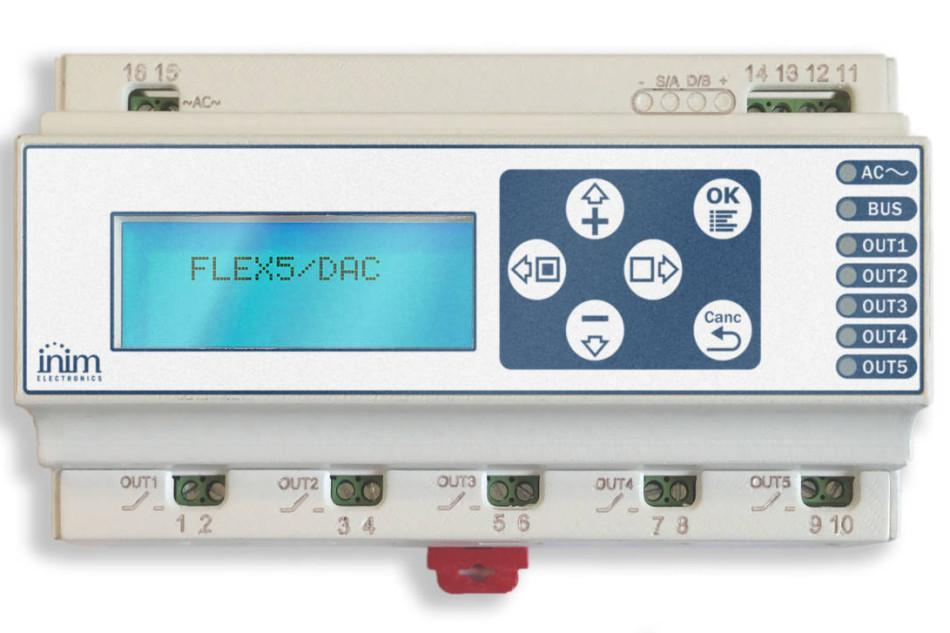 16 15
~AC~
- S/A D/B +
14 13 12 11
FLEX5/DAC
OK
Canc
AC~
BUS
OUT1
OUT2
OUT3
OUT4
OUT5
inim
ELECTRONICS
OUT1 OUT2 OUT3 OUT4 OUT5
1 2 3 4 5 6 7 8 9 10